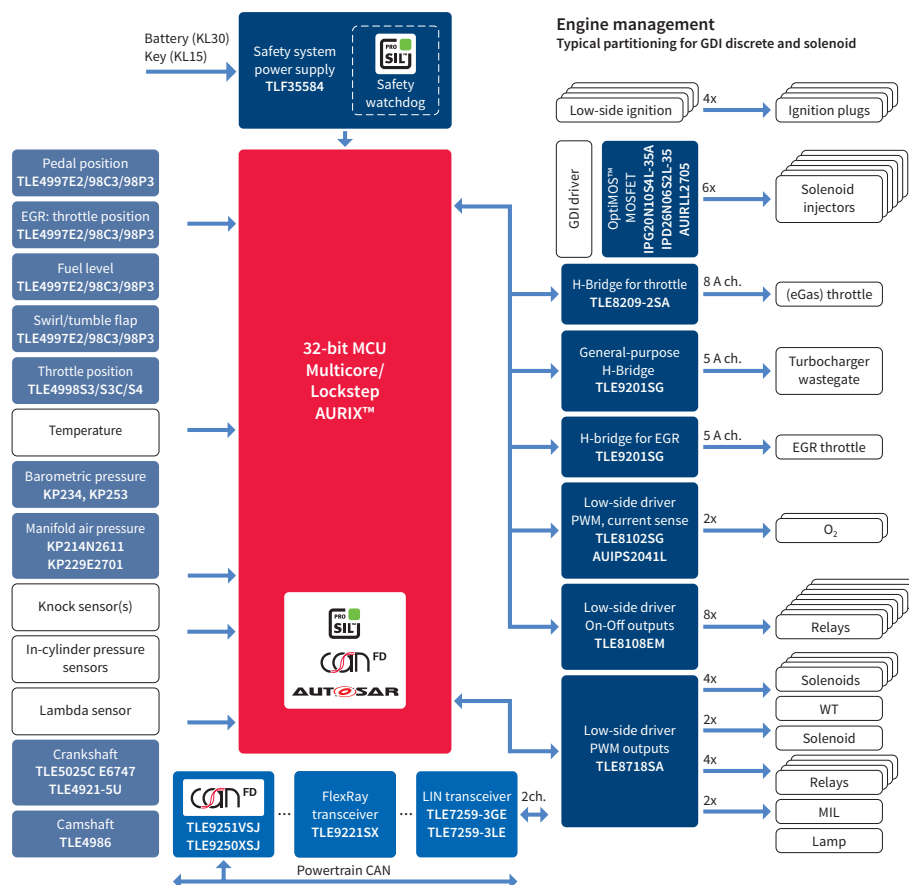 Engine management
Typical partitioning for GDI discrete and solenoid
Battery (KL30)
Key (KL15)
Safety system
power supply
TLF35584
PRO
SIL™
Safety
watchdog
Pedal position
TLE4997E2/98C3/98P3
EGR: throttle position
TLE4997E2/98C3/98P3
Fuel level
TLE4997E2/98C3/98P3
Swirl/tumble flap
TLE4997E2/98C3/98P3
Throttle position
TLE4998S3/S3C/S4
Temperature
Barometric pressure
KP234, KP253
Manifold air pressure
KP214N2611
KP229E2701
Knock sensor(s)
In-cylinder pressure
sensors
Lambda sensor
Crankshaft
TLE5025C E6747
TLE4921-5U
Camshaft
TLE4986
32-bit MCU
Multicore/
Lockstep
AURIX™
PRO
SIL™
CAN FD
AUTOSAR
CAN FD
TLE9251VSJ
TLE9250XSJ
...
FlexRay
transceiver
TLE9221SX
...
LIN transceiver
TLE7259-3GE
TLE7259-3LE
2ch.
Powertrain CAN
Low-side ignition
4x
Ignition plugs
GDI driver
OptiMOS™
MOSFET
IPG20N10S4L-35A
IPD26N06S2L-35
AUIRLL2705
6x
Solenoid
injectors
H-Bridge for throttle
TLE8209-2SA
8 A ch.
(eGas) throttle
General-purpose
H-Bridge
TLE9201SG
5 A ch.
Turbocharger
wastegate
H-bridge for EGR
TLE9201SG
5 A ch.
EGR throttle
Low-side driver
PWM, current sense
TLE8102SG
AUIPS2041L
2x
O₂
Low-side driver
On-Off outputs
TLE8108EM
8x
Relays
Low-side driver
PWM outputs
TLE8718SA
4x
Solenoids
WT
2x
Solenoid
4x
Relays
2x
MIL
Lamp